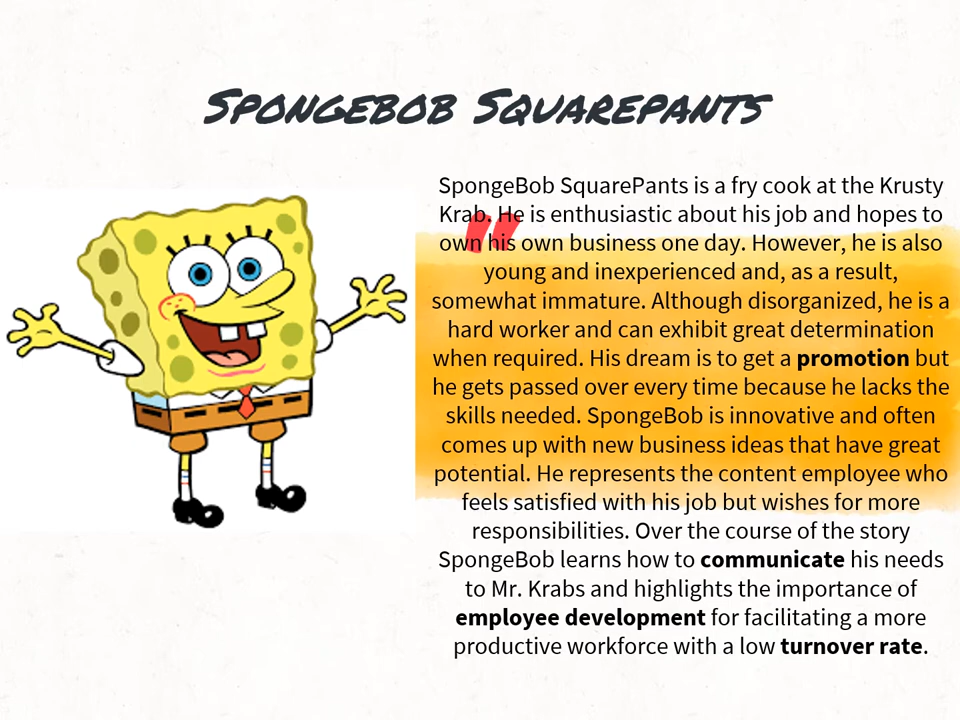 Spongebob Squarepants
“
SpongeBob SquarePants is a fry cook at the Krusty
Krab. He is enthusiastic about his job and hopes to
own his own business one day. However, he is also
young and inexperienced and, as a result,
somewhat immature. Although disorganized, he is a
hard worker and can exhibit great determination
when required. His dream is to get a promotion but
he gets passed over every time because he lacks the
skills needed. SpongeBob is innovative and often
comes up with new business ideas that have great
potential. He represents the content employee who
feels satisfied with his job but wishes for more
responsibilities. Over the course of the story
SpongeBob learns how to communicate his needs
to Mr. Krabs and highlights the importance of
employee development for facilitating a more
productive workforce with a low turnover rate.